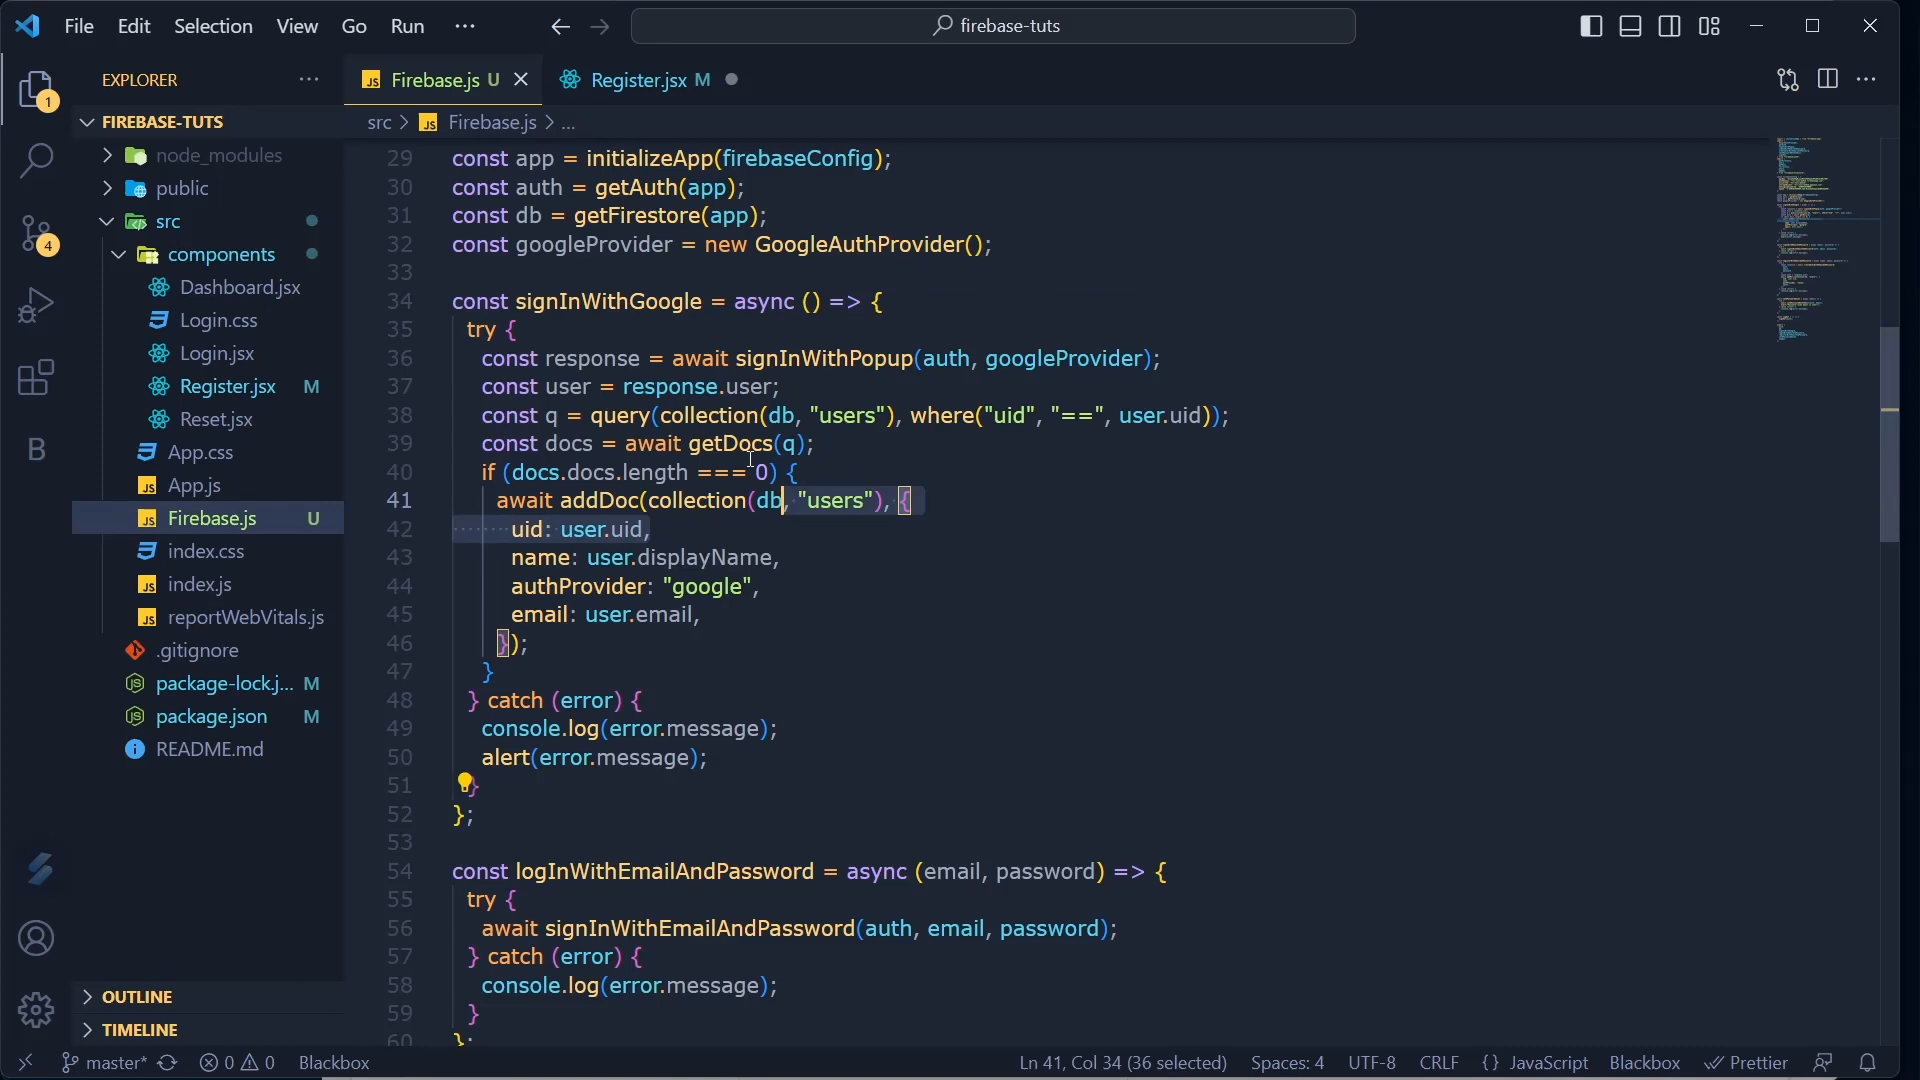 File Edit Selection View Go Run ···
firebase-tuts
EXPLORER
Firebase.js U
Register.jsx M
FIREBASE-TUTS
src > JS Firebase.js > ...
node_modules
public
src
components
Dashboard.jsx
Login.css
Login.jsx
Register.jsx M
Reset.jsx
App.css
JS App.js
JS Firebase.js U
index.css
JS index.js
JS reportWebVitals.js
.gitignore
package-lock.j... M
package.json M
README.md
OUTLINE
TIMELINE
1
4
B
29 const app = initializeApp(firebaseConfig);
30 const auth = getAuth(app);
31 const db = getFirestore(app);
32 const googleProvider = new GoogleAuthProvider();
33
34 const signInWithGoogle = async () => {
35 try {
36 const response = await signInWithPopup(auth, googleProvider);
37 const user = response.user;
38 const q = query(collection(db, "users"), where("uid", "==", user.uid));
39 const docs = await getDocs(q);
40 if (docs.docs.length === 0) {
41 await addDoc(collection(db, "users"), {
42 uid: user.uid,
43 name: user.displayName,
44 authProvider: "google",
45 email: user.email,
46 });
47 }
48 } catch (error) {
49 console.log(error.message);
50 alert(error.message);
51 }
52 };
53
54 const logInWithEmailAndPassword = async (email, password) => {
55 try {
56 await signInWithEmailAndPassword(auth, email, password);
57 } catch (error) {
58 console.log(error.message);
59 }
60 };
master* 0 0 Blackbox Ln 41, Col 34 (36 selected) Spaces: 4 UTF-8 CRLF {} JavaScript Blackbox Prettier